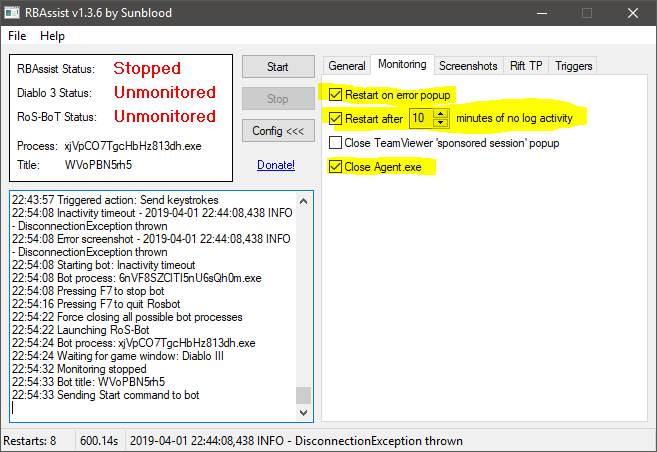 RBAssist v1.3.6 by Sunblood
File Help
RBAssist Status: Stopped
Diablo 3 Status: Unmonitored
RoS-BoT Status: Unmonitored
Process: xjVpCO7TgcHbHz813dh.exe
Title: WVoPBN5rh5
Start
Stop
Config <<<
Donate!
General Monitoring Screenshots Rift TP Triggers
Restart on error popup
Restart after 10 minutes of no log activity
Close TeamViewer 'sponsored session' popup
Close Agent.exe
22:43:57 Triggered action: Send keystrokes
22:54:08 Inactivity timeout - 2019-04-01 22:44:08,438 INFO
- DisconnectionException thrown
22:54:08 Error screenshot - 2019-04-01 22:44:08,438 INFO
- DisconnectionException thrown
22:54:08 Starting bot: Inactivity timeout
22:54:08 Bot process: 6nVF8SZCITI5nU6sQh0m.exe
22:54:08 Pressing F7 to stop bot
22:54:16 Pressing F7 to quit Rosbot
22:54:22 Force closing all possible bot processes
22:54:22 Launching RoS-Bot
22:54:24 Bot process: xjVpCO7TgcHbHz813dh.exe
22:54:24 Waiting for game window: Diablo III
22:54:32 Monitoring stopped
22:54:33 Bot title: WVoPBN5rh5
22:54:33 Sending Start command to bot
Restarts: 8 600.14s 2019-04-01 22:44:08,438 INFO - DisconnectionException thrown